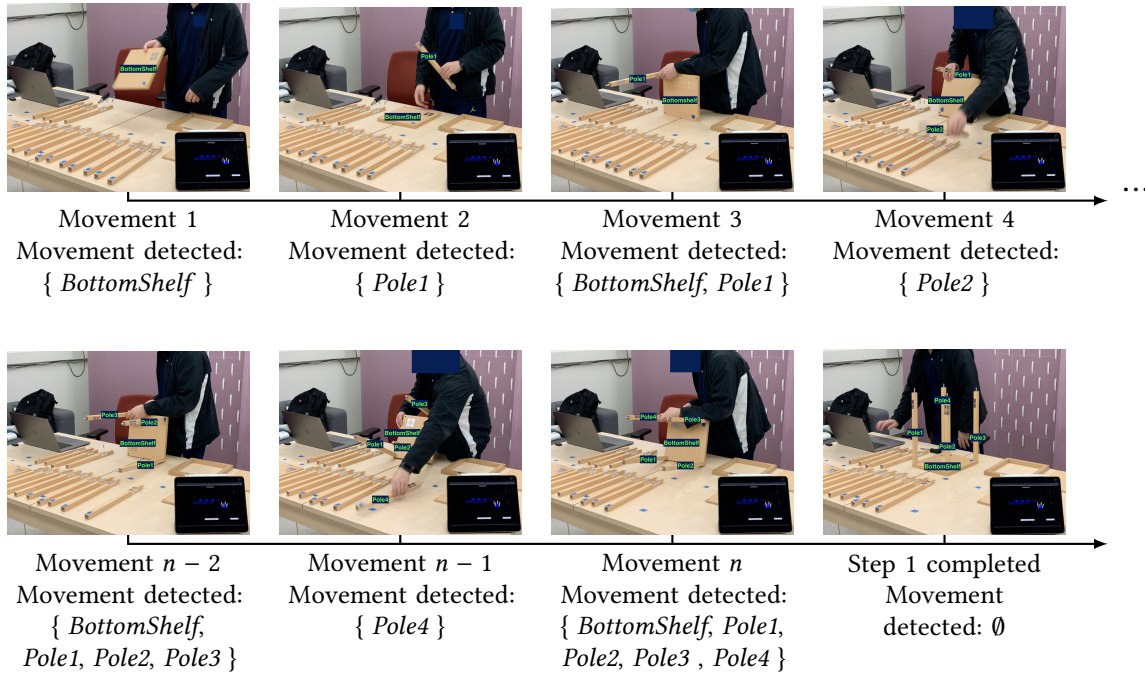 BottomShelf
Pole1
BottomShelf
Pole1
Bottomshelf
Pole1
Bottomshelf
Pole2
...
Movement 1
Movement detected:
{ BottomShelf }
Movement 2
Movement detected:
{ Pole1 }
Movement 3
Movement detected:
{ BottomShelf, Pole1 }
Movement 4
Movement detected:
{ Pole2 }
Pole3
Pole2
BottomShelf
Pole1
Pole3
BottomShelf
Pole1
Pole2
Pole4
Pole4
Pole3
BottomShelf
Pole1
Pole2
Pole4
Pole1
Pole3
Pole2
BottomShelf
Movement n − 2
Movement detected:
{ BottomShelf,
Pole1, Pole2, Pole3 }
Movement n − 1
Movement detected:
{ Pole4 }
Movement n
Movement detected:
{ BottomShelf, Pole1,
Pole2, Pole3 , Pole4 }
Step 1 completed
Movement
detected: ∅